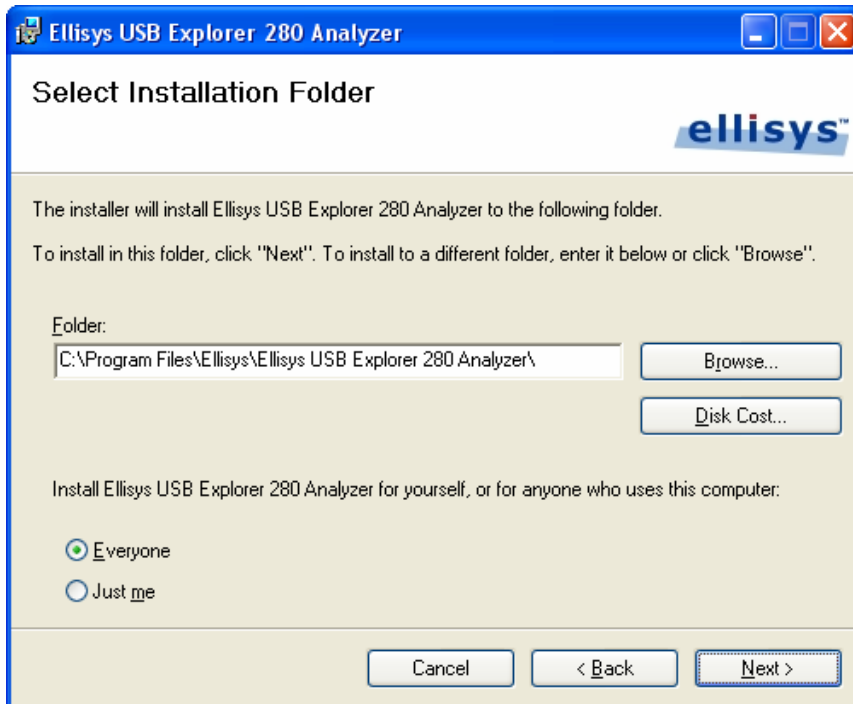 Ellisys USB Explorer 280 Analyzer
Select Installation Folder
ellisys™
The installer will install Ellisys USB Explorer 280 Analyzer to the following folder.
To install in this folder, click "Next". To install to a different folder, enter it below or click "Browse".
Folder:
C:\Program Files\Ellisys\Ellisys USB Explorer 280 Analyzer\
Browse...
Disk Cost...
Install Ellisys USB Explorer 280 Analyzer for yourself, or for anyone who uses this computer:
Everyone
Just me
Cancel
< Back
Next >